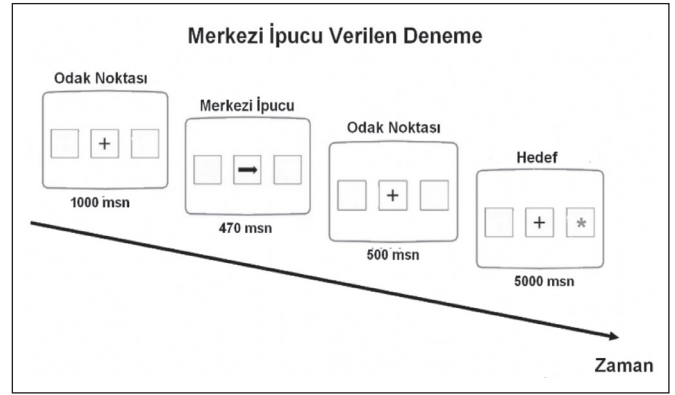 Merkezi İpucu Verilen Deneme
Odak Noktası
+
1000 msn
Merkezi İpucu
470 msn
Odak Noktası
+
500 msn
Hedef
+ *
5000 msn
Zaman